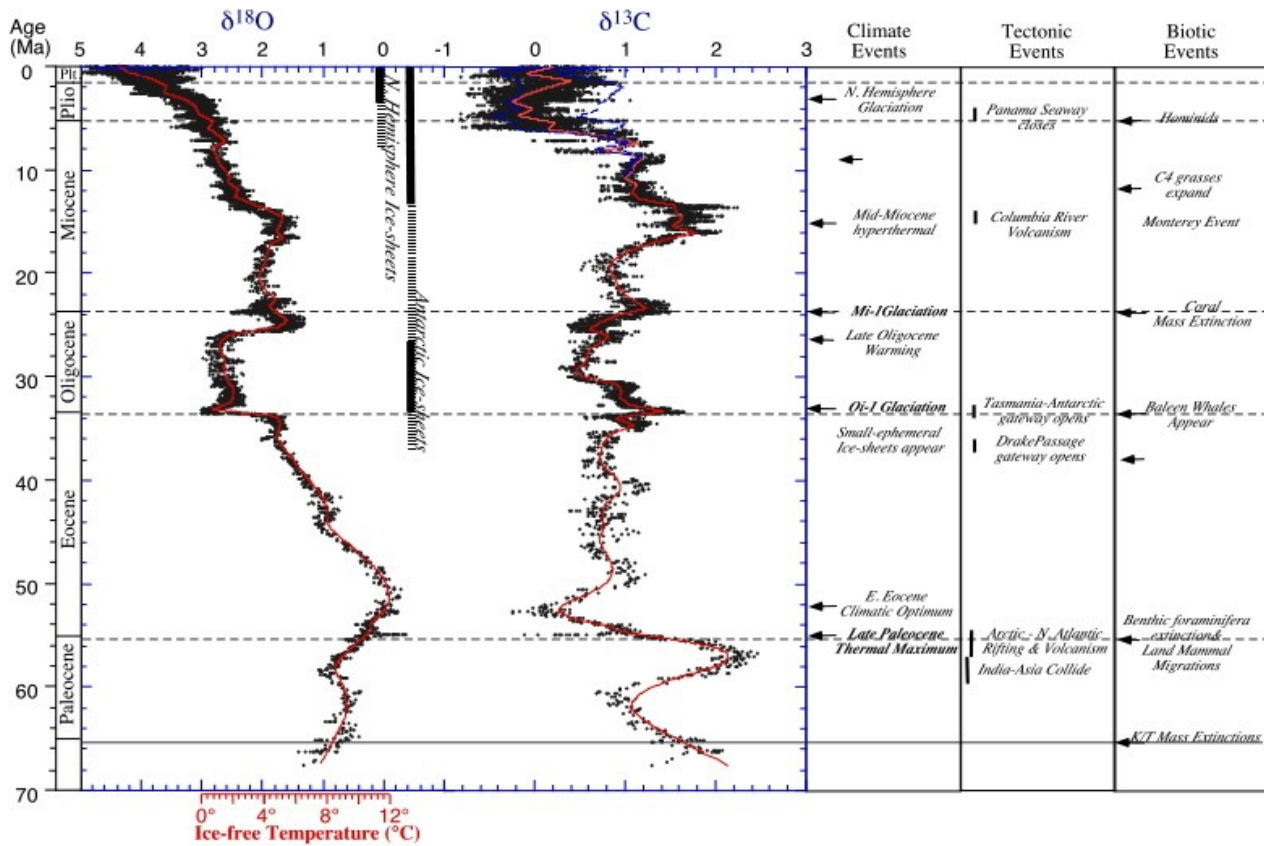 Age
(Ma)
δ18O
δ13C
Climate
Events
Tectonic
Events
Biotic
Events
5 4 3 2 1 0 -1 0 1 2 3
0
10
20
30
40
50
60
70
Plt.
Plio
Miocene
Oligocene
Eocene
Paleocene
N. Hemisphere Ice-sheets
Antarctic Ice-sheets
N. Hemisphere
Glaciation
Mid-Miocene
hyperthermal
Mi-1Glaciation
Late Oligocene
Warming
Oi-1 Glaciation
Small-ephemeral
Ice-sheets appear
E. Eocene
Climatic Optimum
Late Paleocene
Thermal Maximum
Panama Seaway
closes
Columbia River
Volcanism
Tasmania-Antarctic
gateway opens
DrakePassage
gateway opens
Arctic - N. Atlantic
Rifting & Volcanism
India-Asia Collide
Hominids
C4 grasses
expand
Monterey Event
Coral
Mass Extinction
Baleen Whales
Appear
Benthic foraminifera
extinction&
Land Mammal
Migrations
K/T Mass Extinctions
0° 4° 8° 12°
Ice-free Temperature (°C)